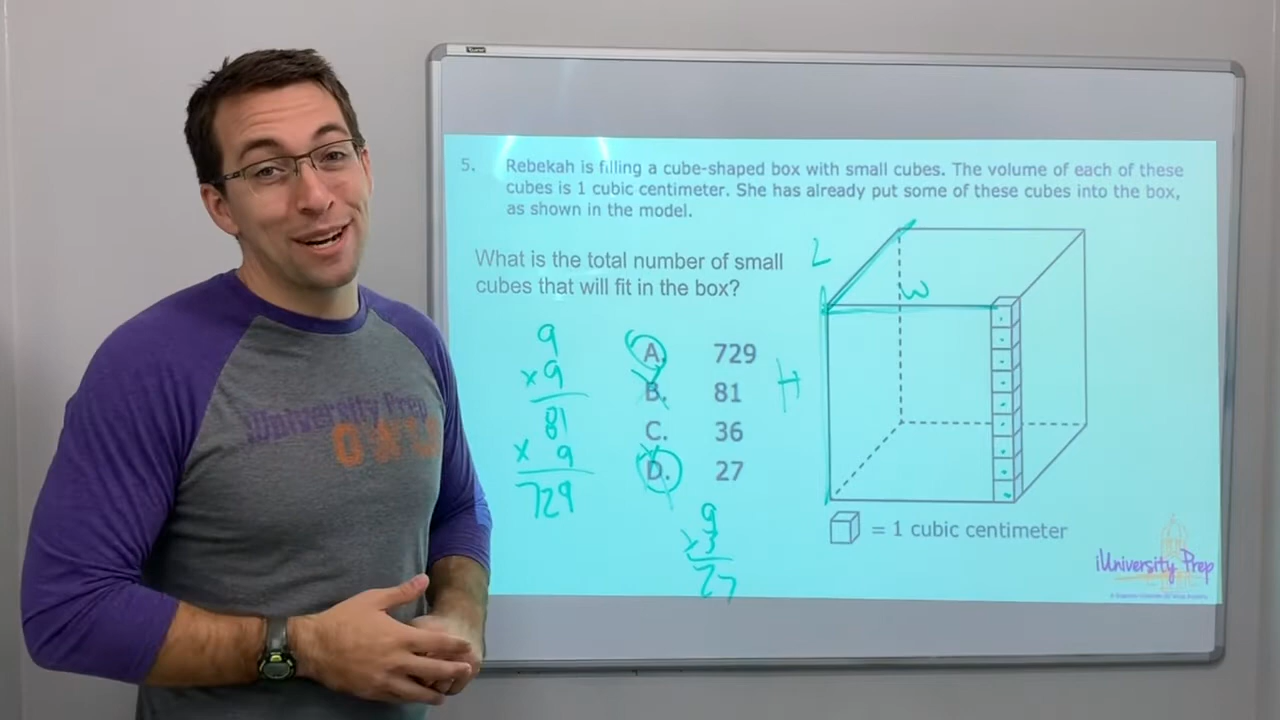 5. Rebekah is filling a cube-shaped box with small cubes. The volume of each of these
cubes is 1 cubic centimeter. She has already put some of these cubes into the box,
as shown in the model.
What is the total number of small
cubes that will fit in the box?
A. 729
B. 81
C. 36
D. 27
9
x 9
81
x 9
729
9
x 3
27
L
W
H
= 1 cubic centimeter
iUniversity Prep
iUniversity Prep
OWLS